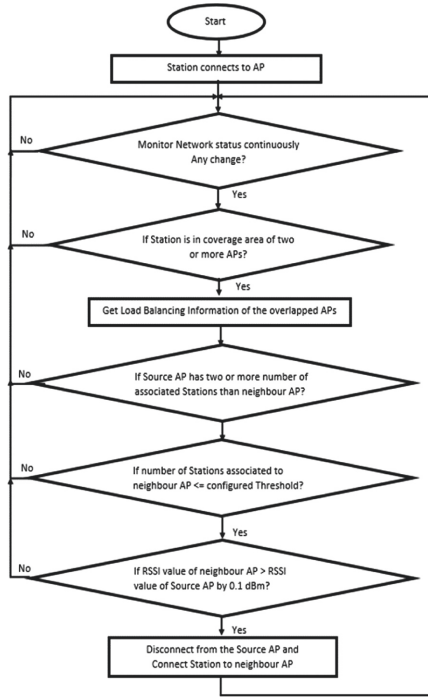 Start
Station connects to AP
No
Monitor Network status continuously
Any change?
Yes
No
If Station is in coverage area of two
or more APs?
Yes
Get Load Balancing Information of the overlapped APs
No
If Source AP has two or more number of
associated Stations than neighbour AP?
No
If number of Stations associated to
neighbour AP <= configured Threshold?
Yes
No
If RSSI value of neighbour AP > RSSI
value of Source AP by 0.1 dBm?
Yes
Disconnect from the Source AP and
Connect Station to neighbour AP